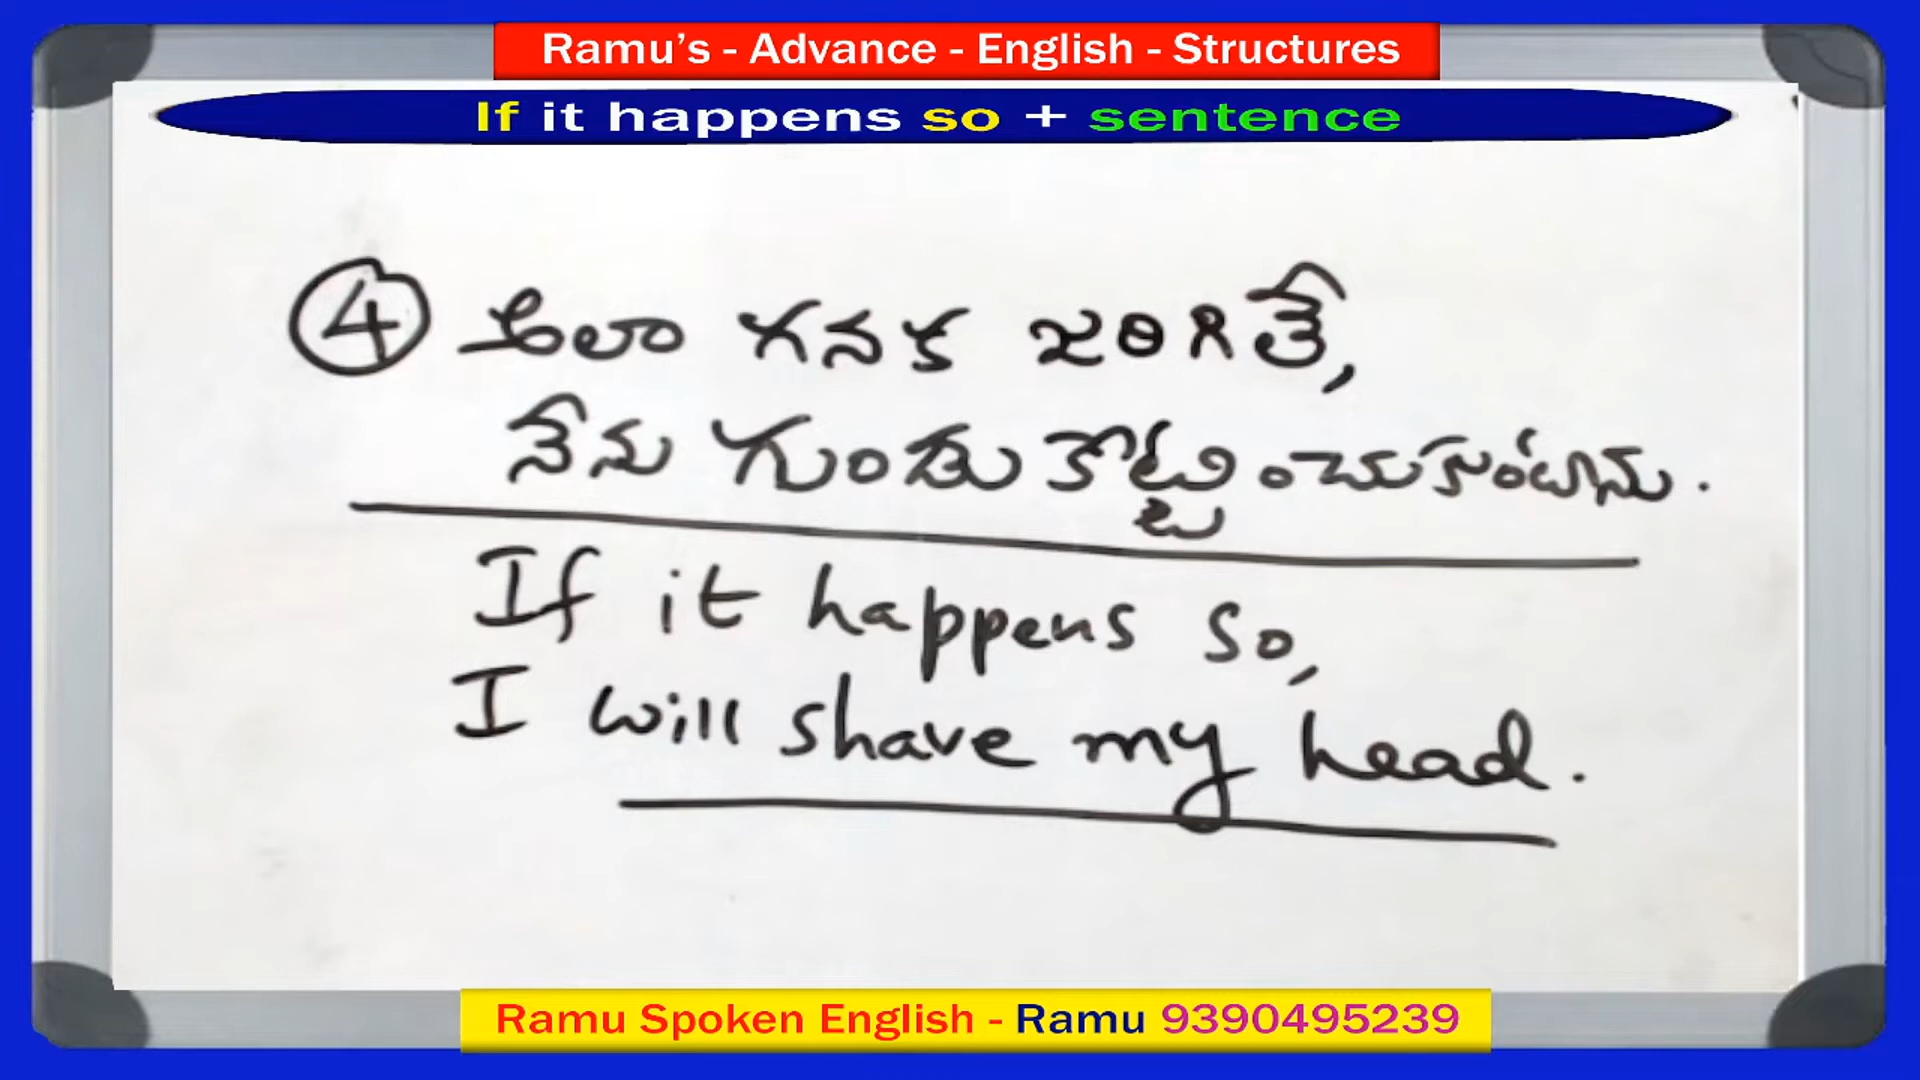 Ramu's - Advance - English - Structures
If it happens so + sentence
④ అలా గనక జరిగితే,
నేను గుండు కొట్టించుకుంటాను.
If it happens so,
I will shave my head.
Ramu Spoken English - Ramu 9390495239